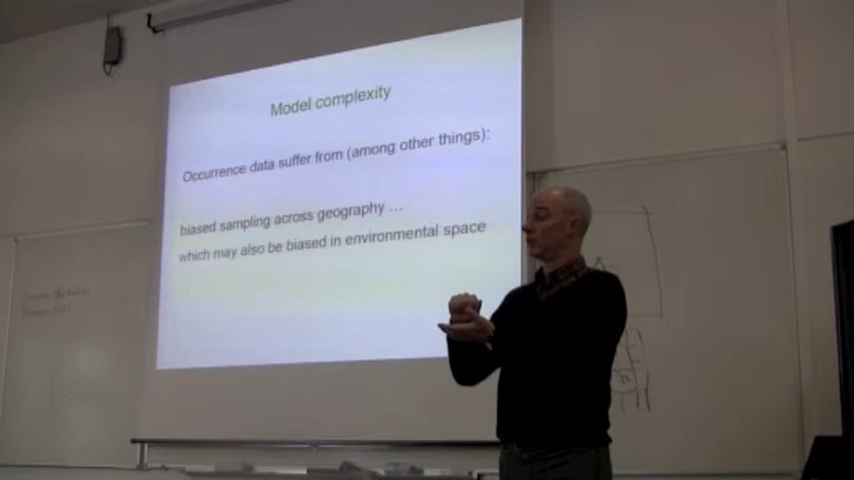 Model complexity
Occurrence data suffer from (among other things):
biased sampling across geography …
which may also be biased in environmental space